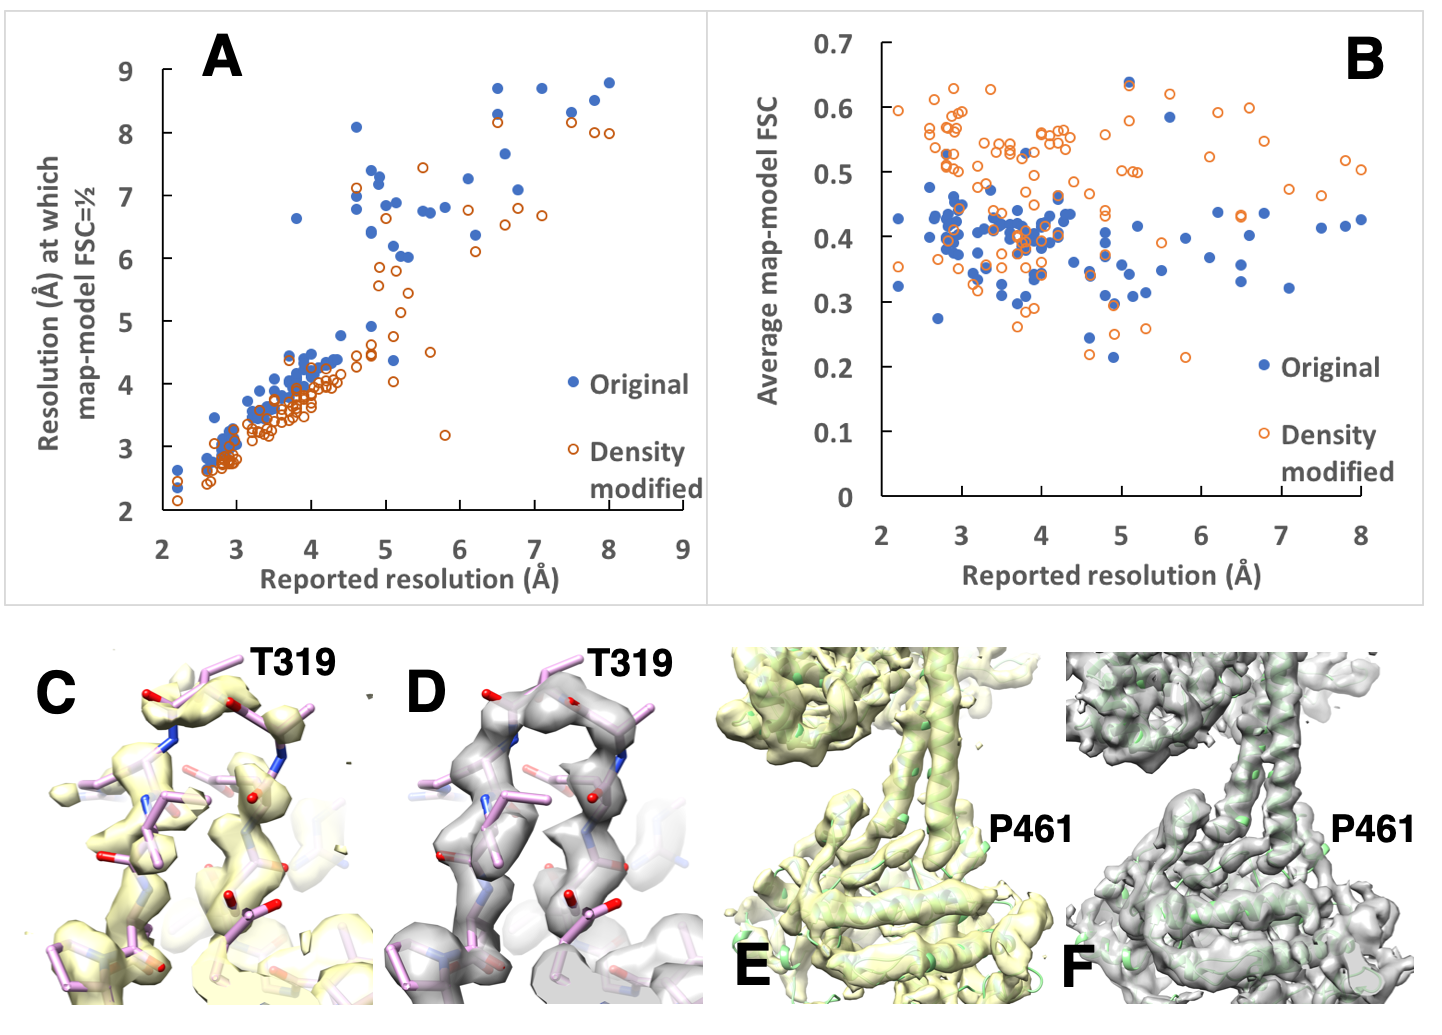 A
9
8
7
6
5
4
3
2
Resolution (Å) at which
map-model FSC=½
2 3 4 5 6 7 8 9
Reported resolution (Å)
Original
Density
modified
B
0.7
0.6
0.5
0.4
0.3
0.2
0.1
0
Average map-model FSC
2 3 4 5 6 7 8
Reported resolution (Å)
Original
Density
modified
C
T319
D
T319
E
P461
F
P461